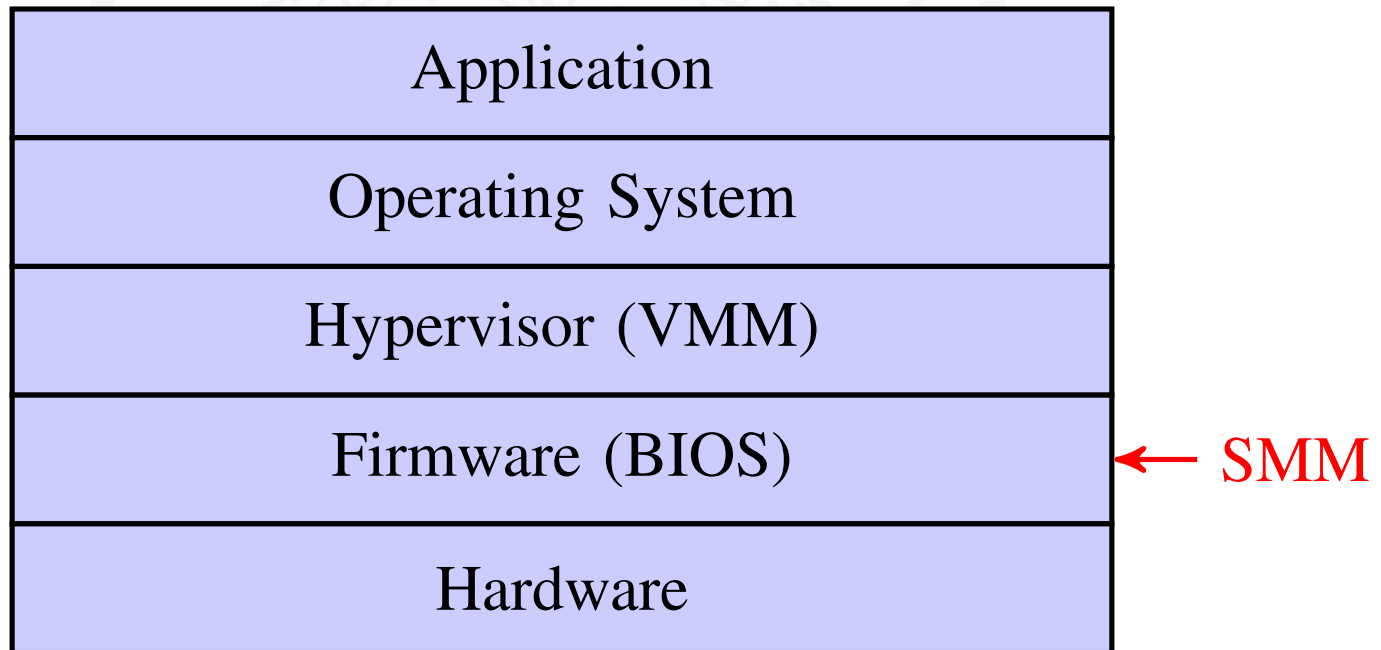 Application
Operating System
Hypervisor (VMM)
Firmware (BIOS)
SMM
Hardware